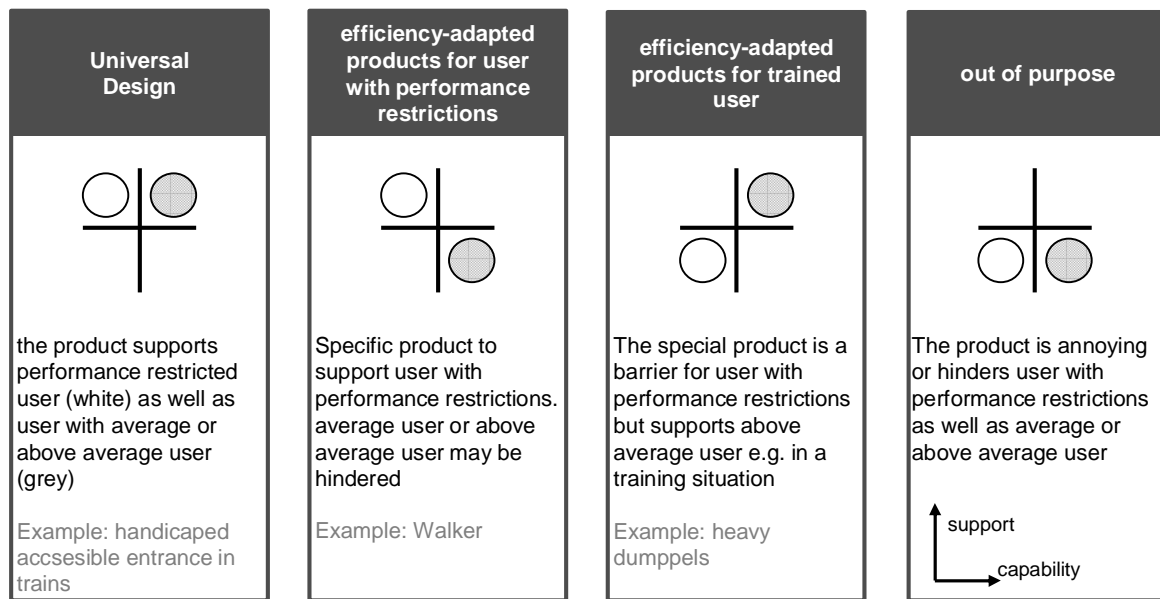 Universal
Design
the product supports
performance restricted
user (white) as well as
user with average or
above average user
(grey)
Example: handicaped
accsesible entrance in
trains
efficiency-adapted
products for user
with performance
restrictions
Specific product to
support user with
performance restrictions.
average user or above
average user may be
hindered
Example: Walker
efficiency-adapted
products for trained
user
The special product is a
barrier for user with
performance restrictions
but supports above
average user e.g. in a
training situation
Example: heavy
dumppels
out of purpose
The product is annoying
or hinders user with
performance restrictions
as well as average or
above average user
support
capability